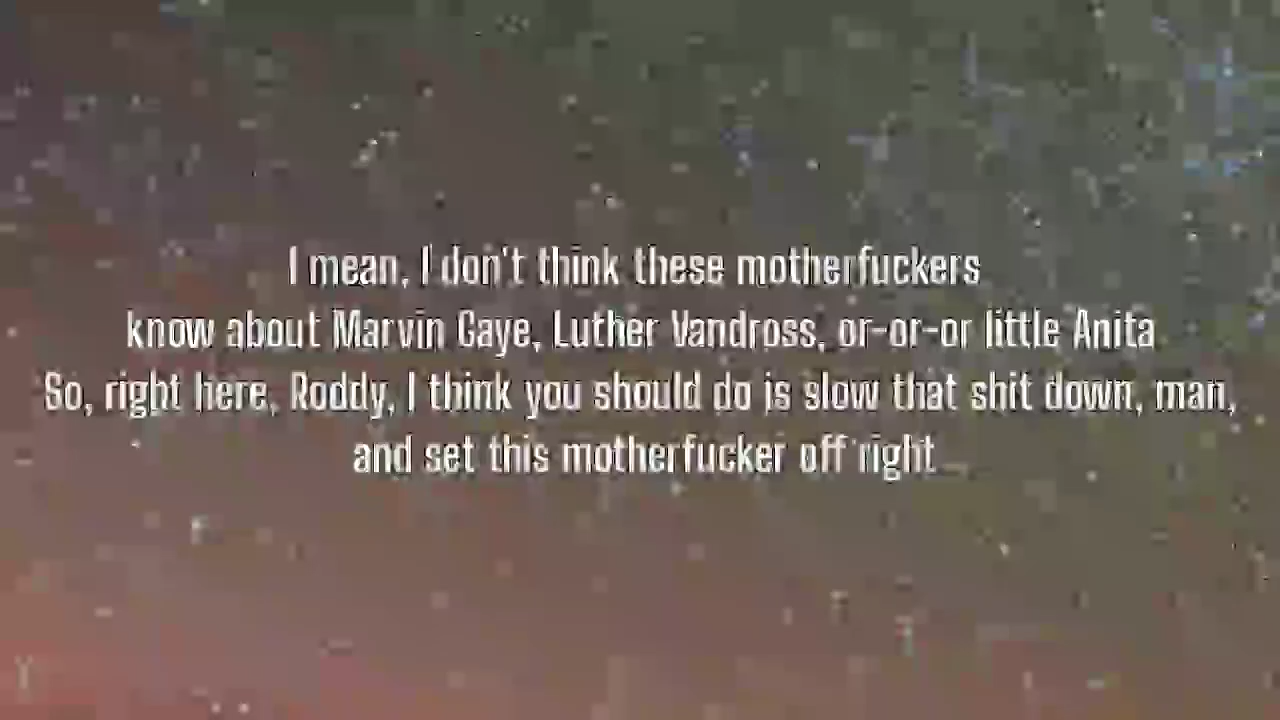 I mean, I don't think these motherfuckers
know about Marvin Gaye, Luther Vandross, or-or-or little Anita
So, right here, Roddy, I think you should do is slow that shit down, man,
and set this motherfucker off right